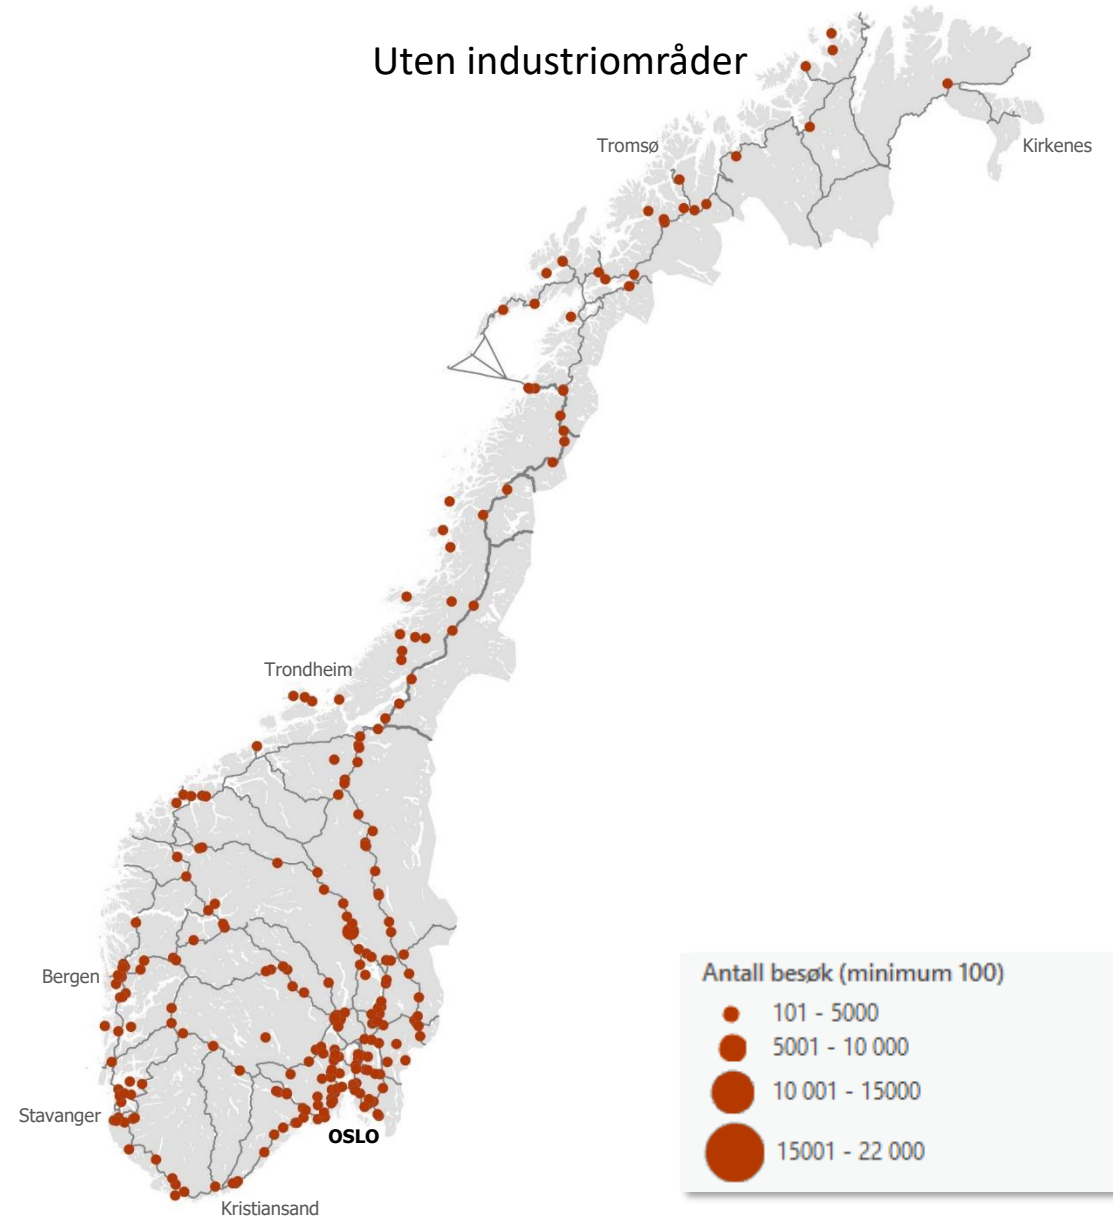 Uten industriområder
Tromsø
Kirkenes
Trondheim
Bergen
Stavanger
OSLO
Kristiansand
Antall besøk (minimum 100)
101 - 5000
5001 - 10 000
10 001 - 15000
15001 - 22 000